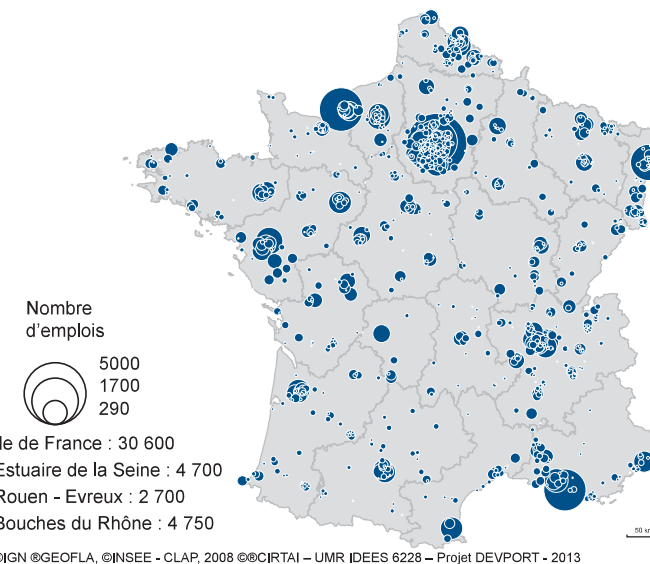 Nombre
d'emplois
5000
1700
290
le de France : 30 600
Estuaire de la Seine : 4 700
Rouen - Evreux : 2 700
Bouches du Rhône : 4 750
50 km
©IGN ®GEOFLA, ©INSEE - CLAP, 2008 ©®CIRTAI – UMR IDEES 6228 – Projet DEVPORT - 2013